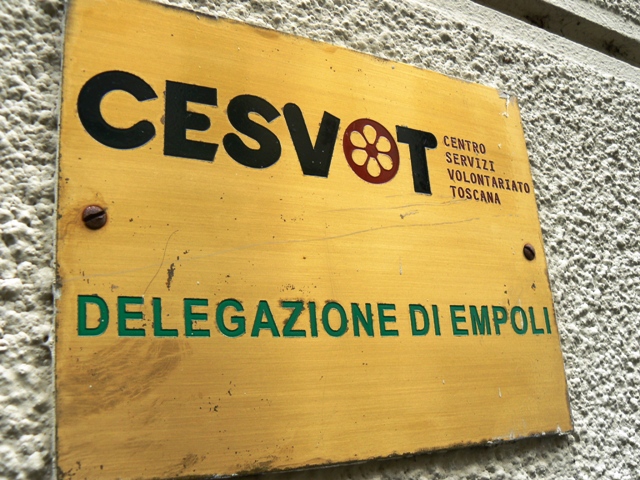 CESVOT
CENTRO
SERVIZI
VOLONTARIATO
TOSCANA
DELEGAZIONE DI EMPOLI